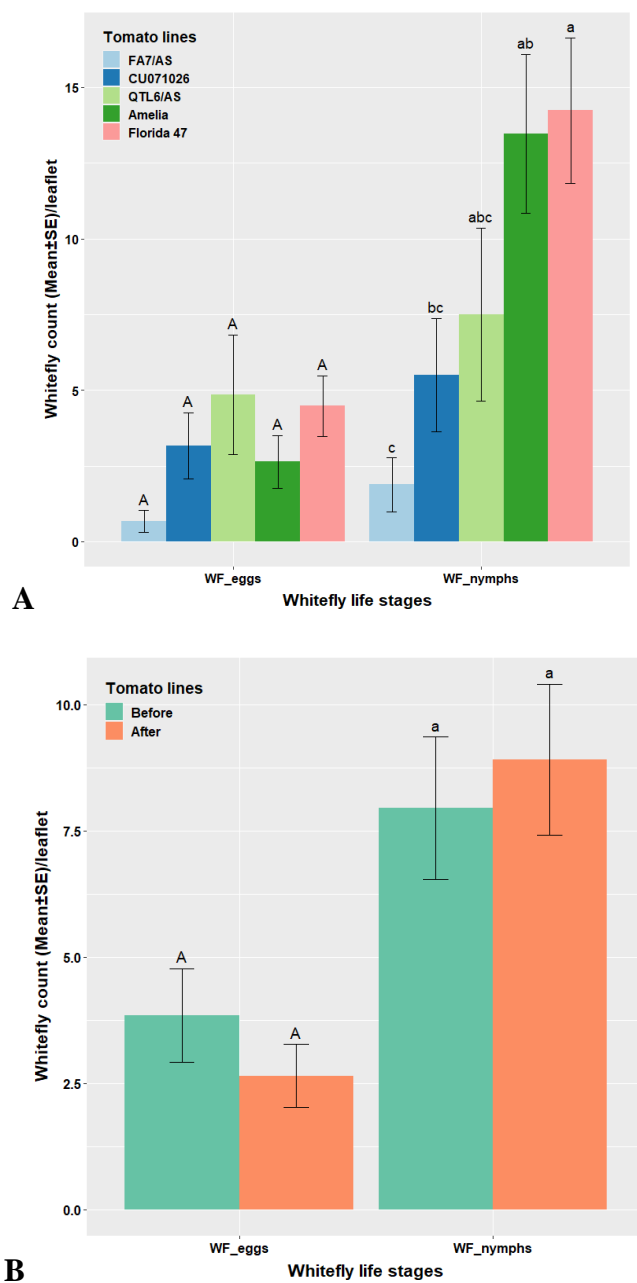 Tomato lines
FA7/AS
CU071026
QTL6/AS
Amelia
Florida 47
Whitefly count (Mean±SE)/leaflet
15
10
5
0
A
A
A
A
A
c
bc
abc
ab
a
WF_eggs
WF_nymphs
Whitefly life stages
A
Tomato lines
Before
After
Whitefly count (Mean±SE)/leaflet
10.0
7.5
5.0
2.5
0.0
A
A
a
a
WF_eggs
WF_nymphs
Whitefly life stages
B